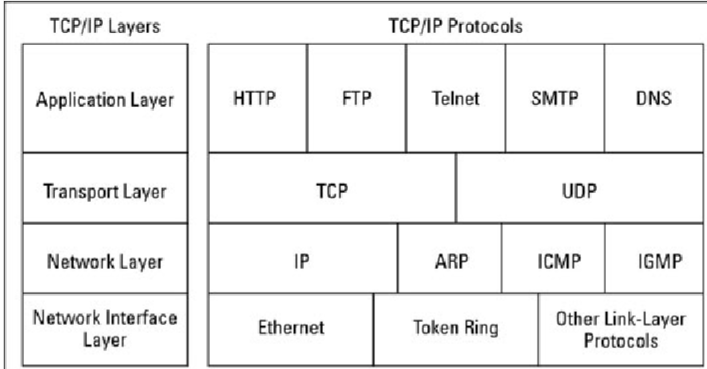 TCP/IP Layers TCP/IP Protocols
Application Layer HTTP FTP Telnet SMTP DNS
Transport Layer TCP UDP
Network Layer IP ARP ICMP IGMP
Network Interface
Layer
Ethernet Token Ring Other Link-Layer
Protocols